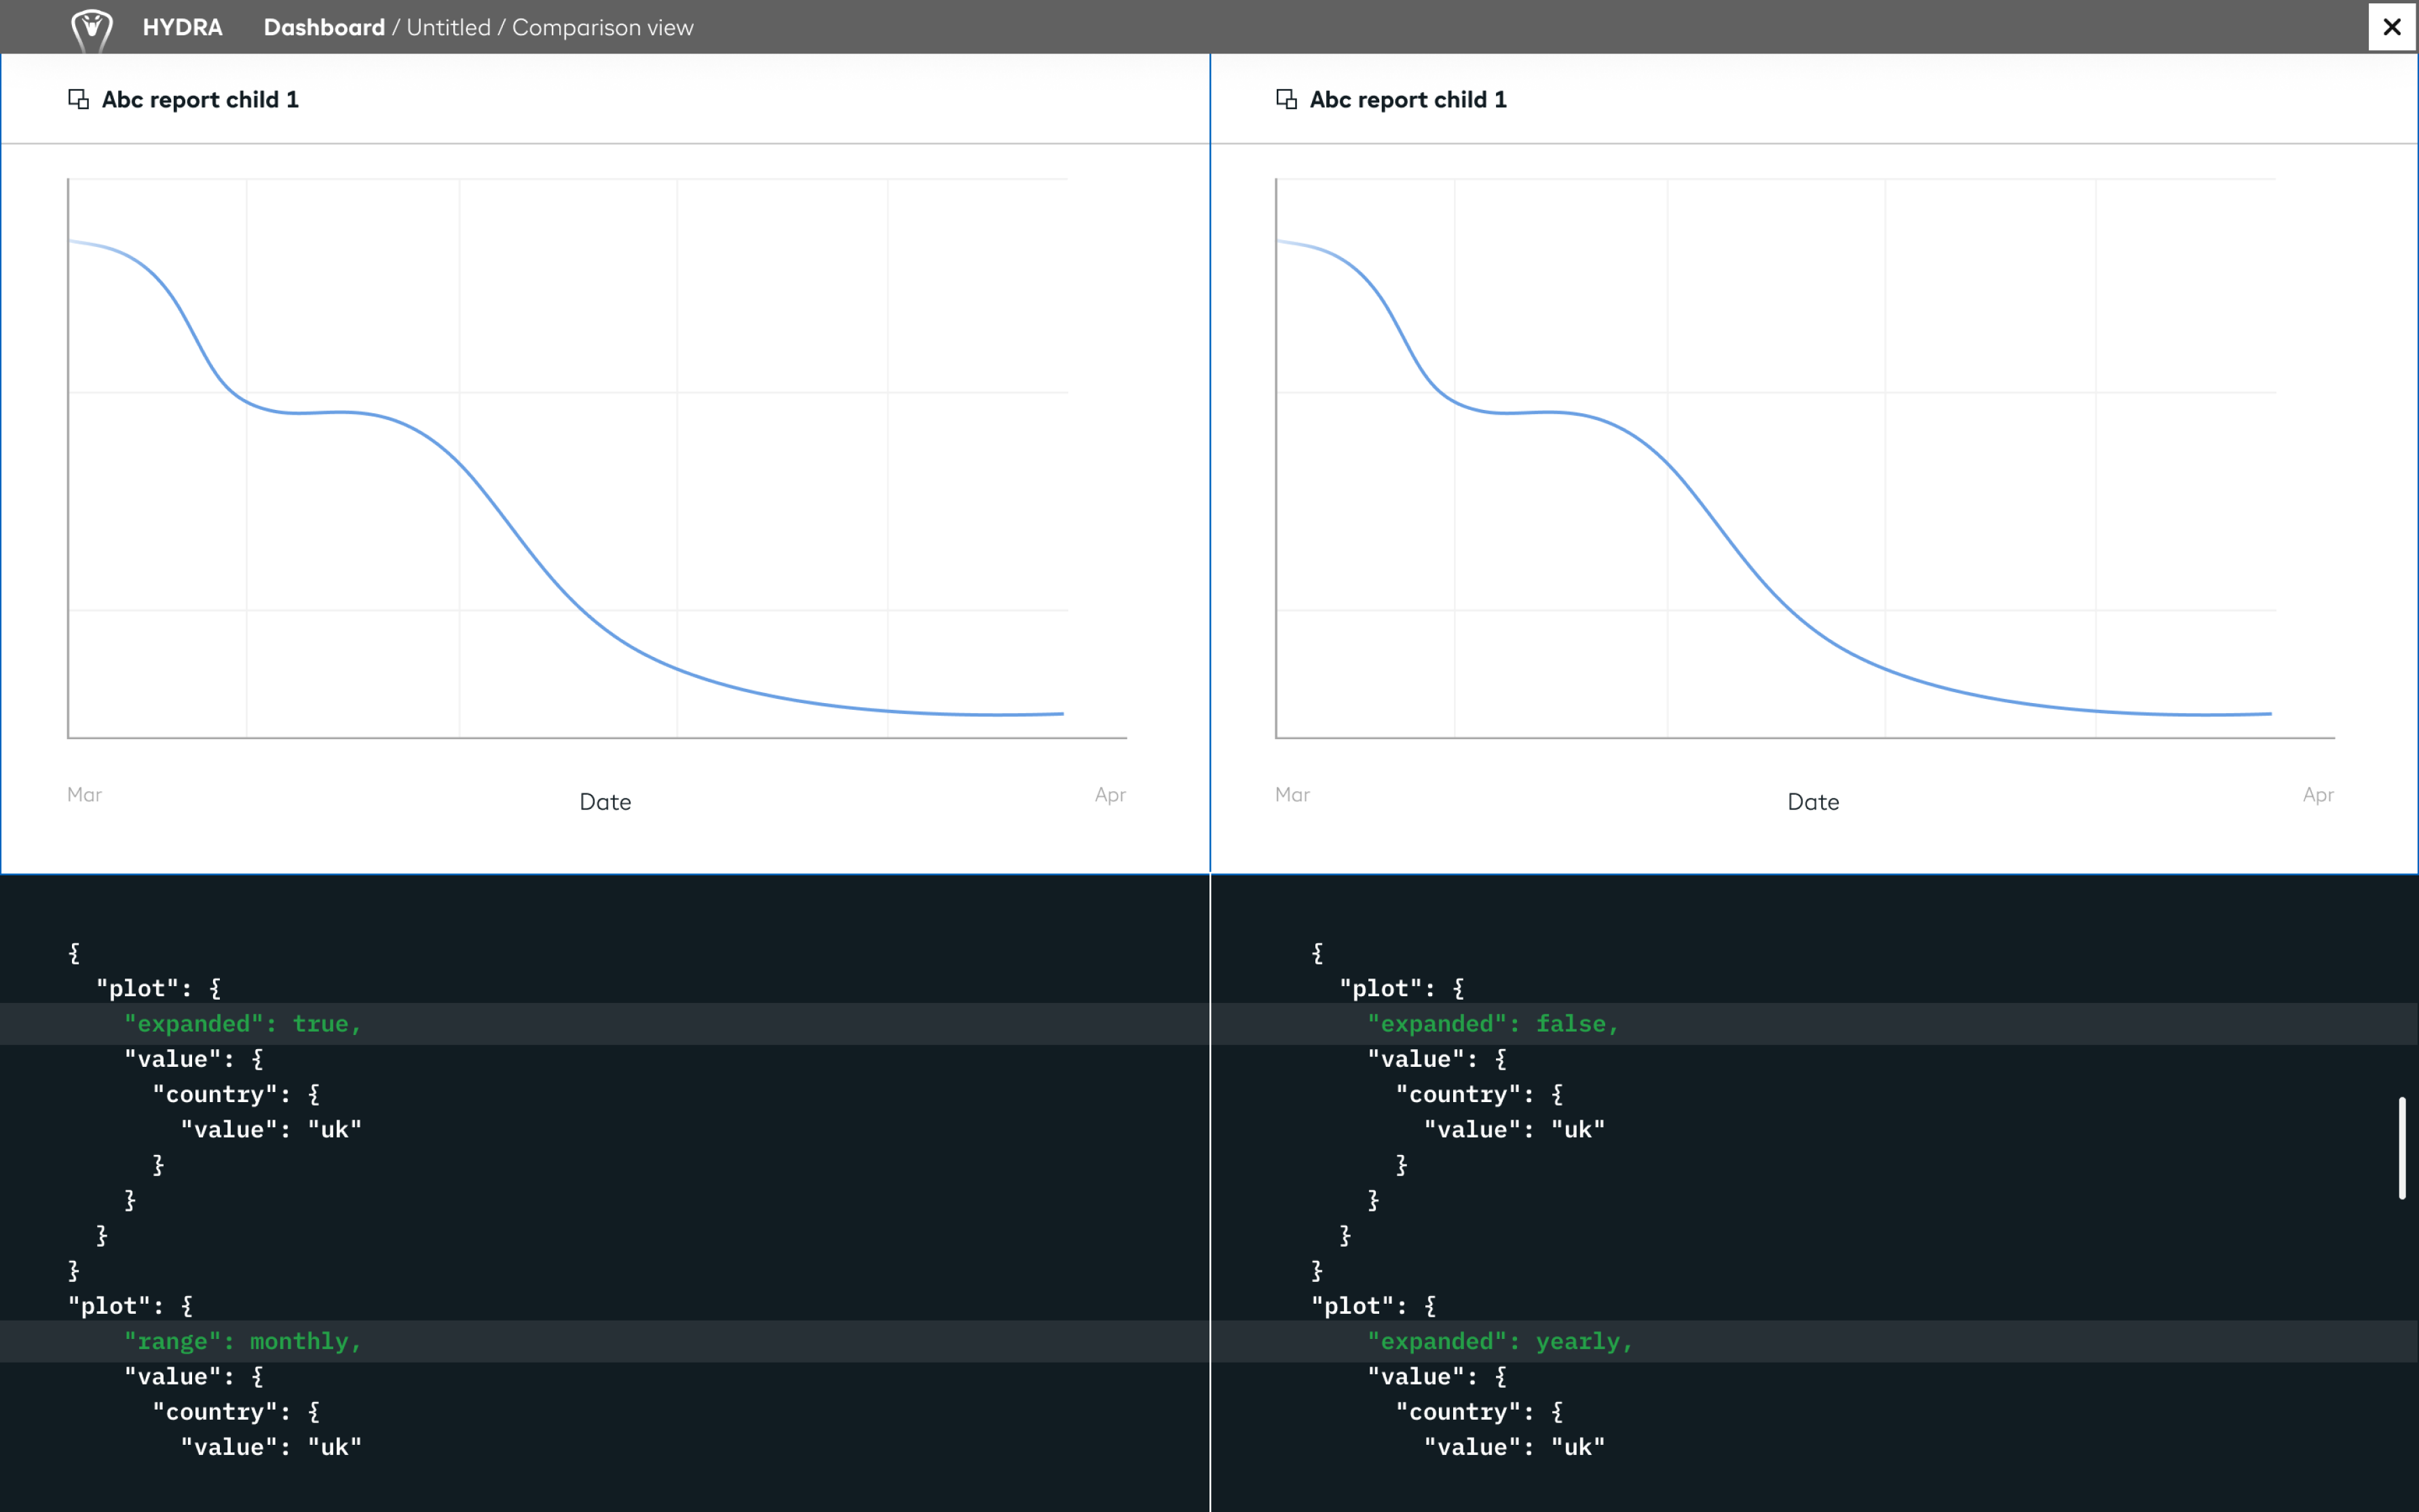 HYDRA Dashboard / Untitled / Comparison view
Abc report child 1
Mar Date Apr
{
"plot": {
"expanded": true,
"value": {
"country": {
"value": "uk"
}
}
}
}
"plot": {
"range": monthly,
"value": {
"country": {
"value": "uk"
Abc report child 1
Mar Date Apr
{
"plot": {
"expanded": false,
"value": {
"country": {
"value": "uk"
}
}
}
}
"plot": {
"expanded": yearly,
"value": {
"country": {
"value": "uk"